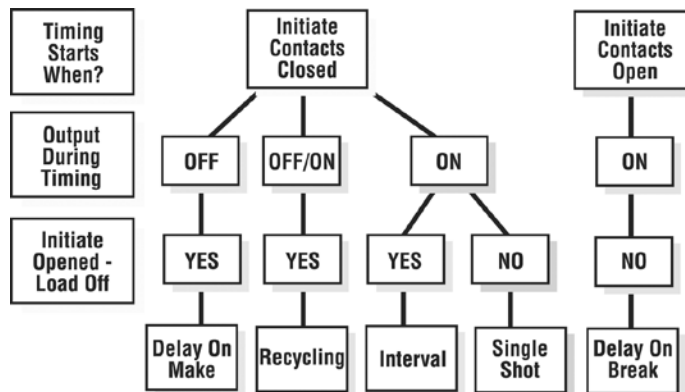 Timing
Starts
When?
Initiate
Contacts
Closed
Initiate
Contacts
Open
Output
During
Timing
OFF
OFF/ON
ON
ON
Initiate
Opened -
Load Off
YES
YES
YES
NO
NO
Delay On
Make
Recycling
Interval
Single
Shot
Delay On
Break